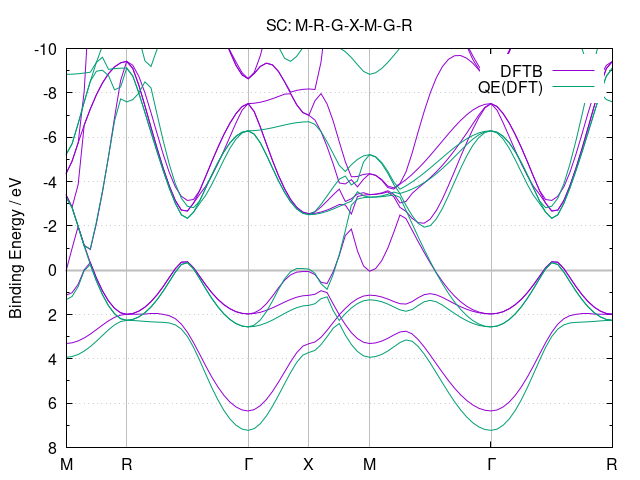 SC: M-R-G-X-M-G-R
-10
-8
-6
-4
-2
0
2
4
6
8
Binding Energy / eV
DFTB
QE(DFT)
M R Γ X M Γ R